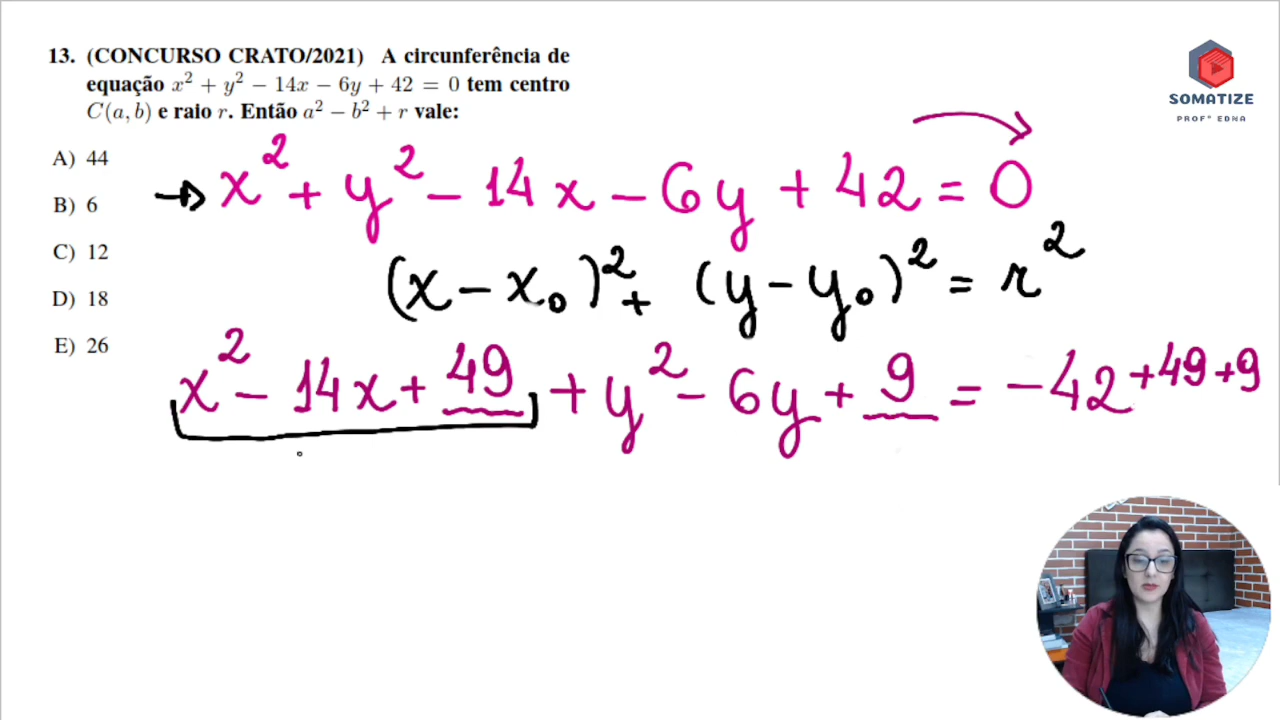 13. (CONCURSO CRATO/2021) A circunferência de
equação x² + y² − 14x − 6y + 42 = 0 tem centro
C(a, b) e raio r. Então a² − b² + r vale:
A) 44
B) 6
C) 12
D) 18
E) 26
SOMATIZE
PROFª EDNA
→ x² + y² − 14x − 6y + 42 = 0
(x − x₀)² + (y − y₀)² = r²
x² − 14x + 49 + y² − 6y + 9 = −42 + 49 + 9